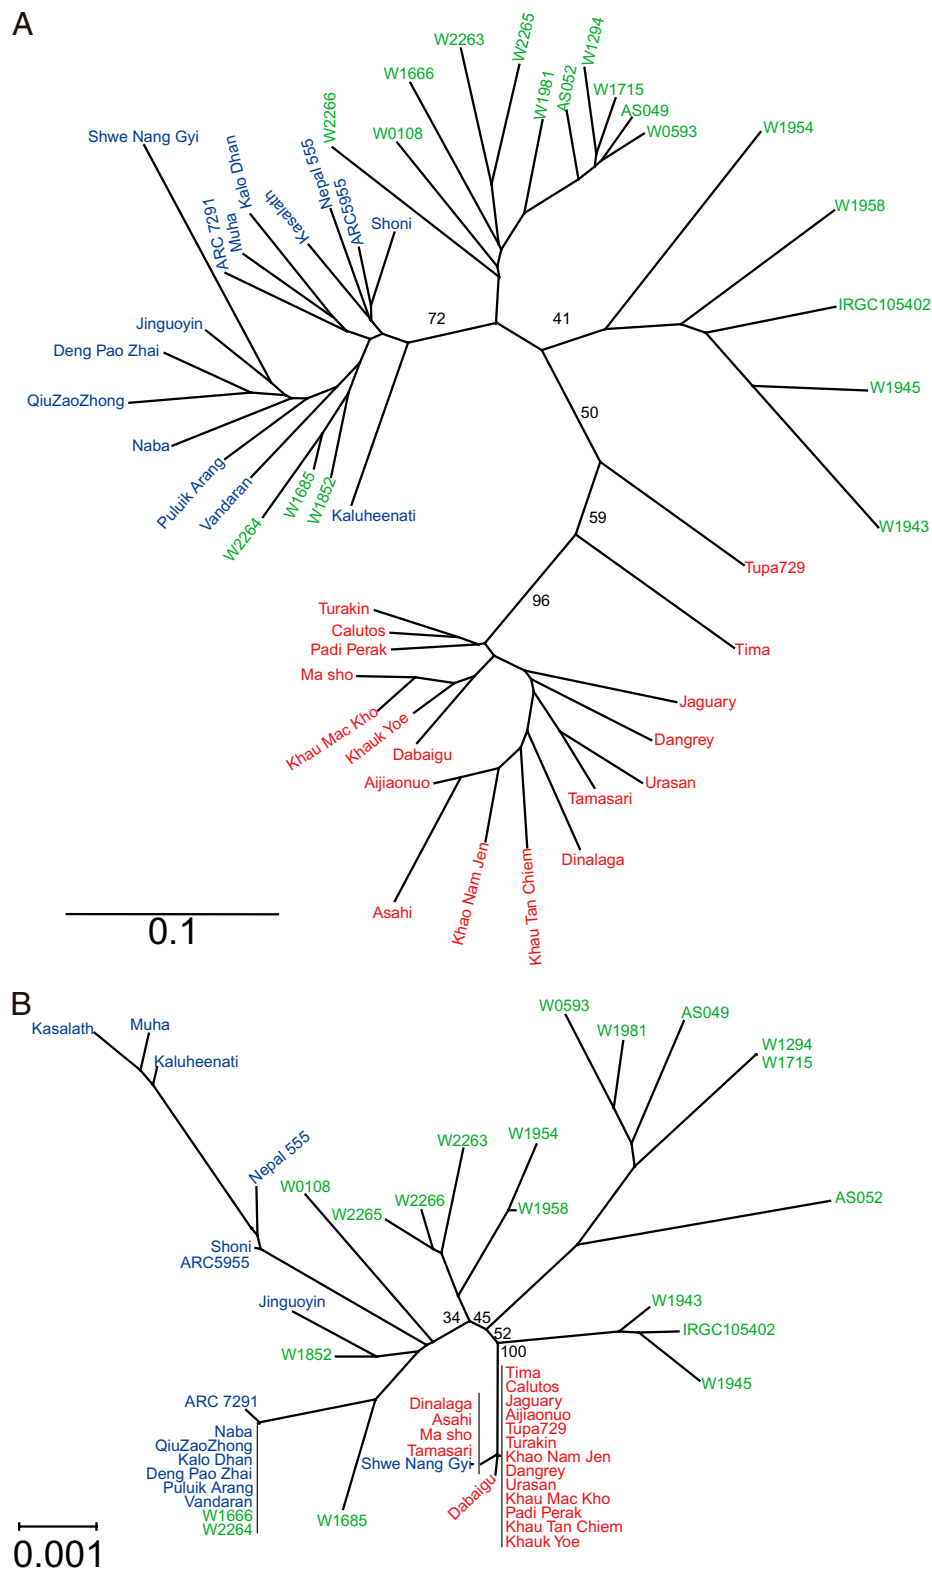 A
W2263
W2265
W1294
W1666
W1981
AS052
W1715
AS049
W0593
W2266
W0108
W1954
Shwe Nang Gyi
Kalo Dhan
Nepal 555
ARC5955
Kasalath
ARC 7291
Muha
Shoni
W1958
IRGC105402
72
41
Jinguoyin
Deng Pao Zhai
QiuZaoZhong
W1945
50
Naba
Puluik Arang
Vandaran
W2264
W1685
W1852
Kaluheenati
59
W1943
Tupa729
96
Turakin
Calutos
Padi Perak
Tima
Ma sho
Khau Mac Kho
Khauk Yoe
Dabaigu
Jaguary
Dangrey
Aijiaonuo
Urasan
Tamasari
Dinalaga
Asahi
Khao Nam Jen
Khau Tan Chiem
0.1
B
Kasalath
Muha
Kaluheenati
W0593
W1981
AS049
W1294
W1715
Nepal 555
W0108
W2263
W1954
W2265
W2266
W1958
AS052
Shoni
ARC5955
Jinguoyin
34
45
52
100
W1943
IRGC105402
W1945
W1852
ARC 7291
Naba
QiuZaoZhong
Kalo Dhan
Deng Pao Zhai
Puluik Arang
Vandaran
W1666
W2264
W1685
Dinalaga
Asahi
Ma sho
Tamasari
Shwe Nang Gyi
Dabaigu
Tima
Calutos
Jaguary
Aijiaonuo
Tupa729
Turakin
Khao Nam Jen
Dangrey
Urasan
Khau Mac Kho
Padi Perak
Khau Tan Chiem
Khauk Yoe
0.001